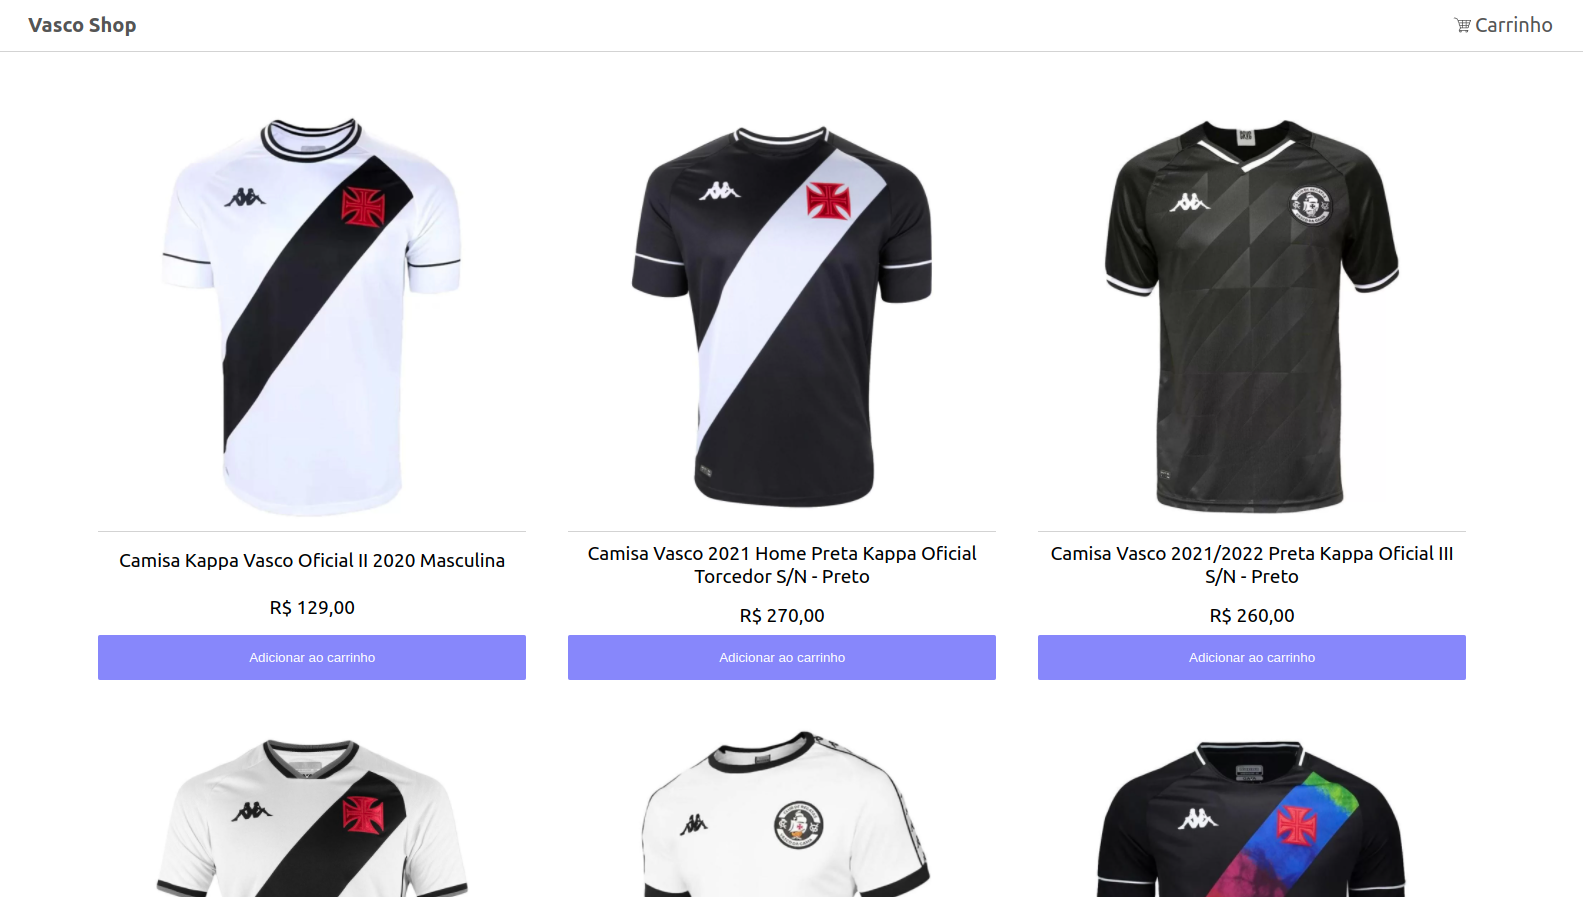 Vasco Shop
Carrinho
Camisa Kappa Vasco Oficial II 2020 Masculina
R$ 129,00
Adicionar ao carrinho
Camisa Vasco 2021 Home Preta Kappa Oficial
Torcedor S/N - Preto
R$ 270,00
Adicionar ao carrinho
Camisa Vasco 2021/2022 Preta Kappa Oficial III
S/N - Preto
R$ 260,00
Adicionar ao carrinho